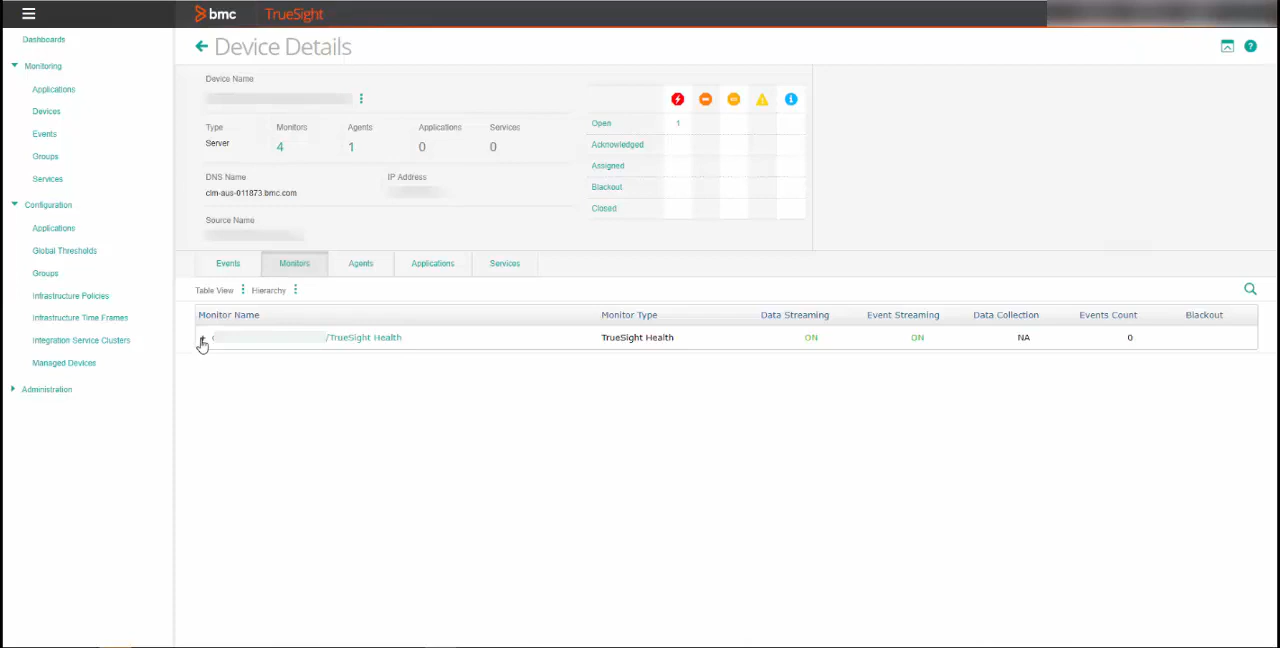 bmc TrueSight
Dashboards
Monitoring
Applications
Devices
Events
Groups
Services
Configuration
Applications
Global Thresholds
Groups
Infrastructure Policies
Infrastructure Time Frames
Integration Service Clusters
Managed Devices
Administration
Device Details
Device Name
Type Monitors Agents Applications Services
Server 4 1 0 0
DNS Name IP Address
clm-aus-011873.bmc.com
Source Name
Open 1
Acknowledged
Assigned
Blackout
Closed
Events Monitors Agents Applications Services
Table View Hierarchy
Monitor Name Monitor Type Data Streaming Event Streaming Data Collection Events Count Blackout
/TrueSight Health TrueSight Health ON ON NA 0